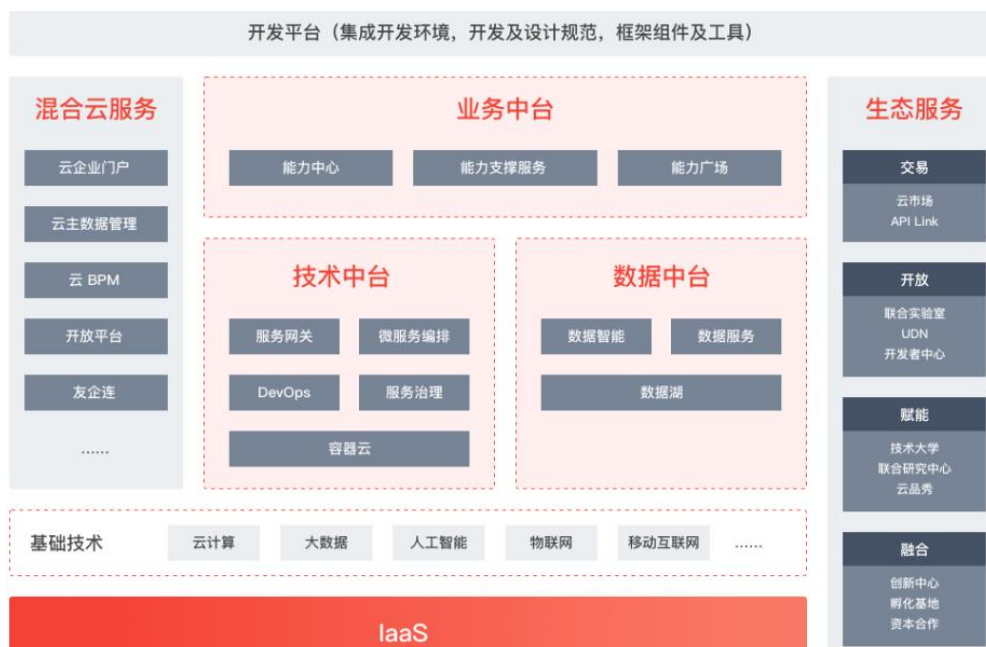 开发平台（集成开发环境，开发及设计规范，框架组件及工具）
混合云服务
云企业门户
云主数据管理
云 BPM
开放平台
友企连
……
业务中台
能力中心
能力支撑服务
能力广场
技术中台
服务网关
微服务编排
DevOps
服务治理
容器云
数据中台
数据智能
数据服务
数据湖
基础技术
云计算
大数据
人工智能
物联网
移动互联网
……
IaaS
生态服务
交易
云市场
API Link
开放
联合实验室
UDN
开发者中心
赋能
技术大学
联合研究中心
云品秀
融合
创新中心
孵化基地
资本合作